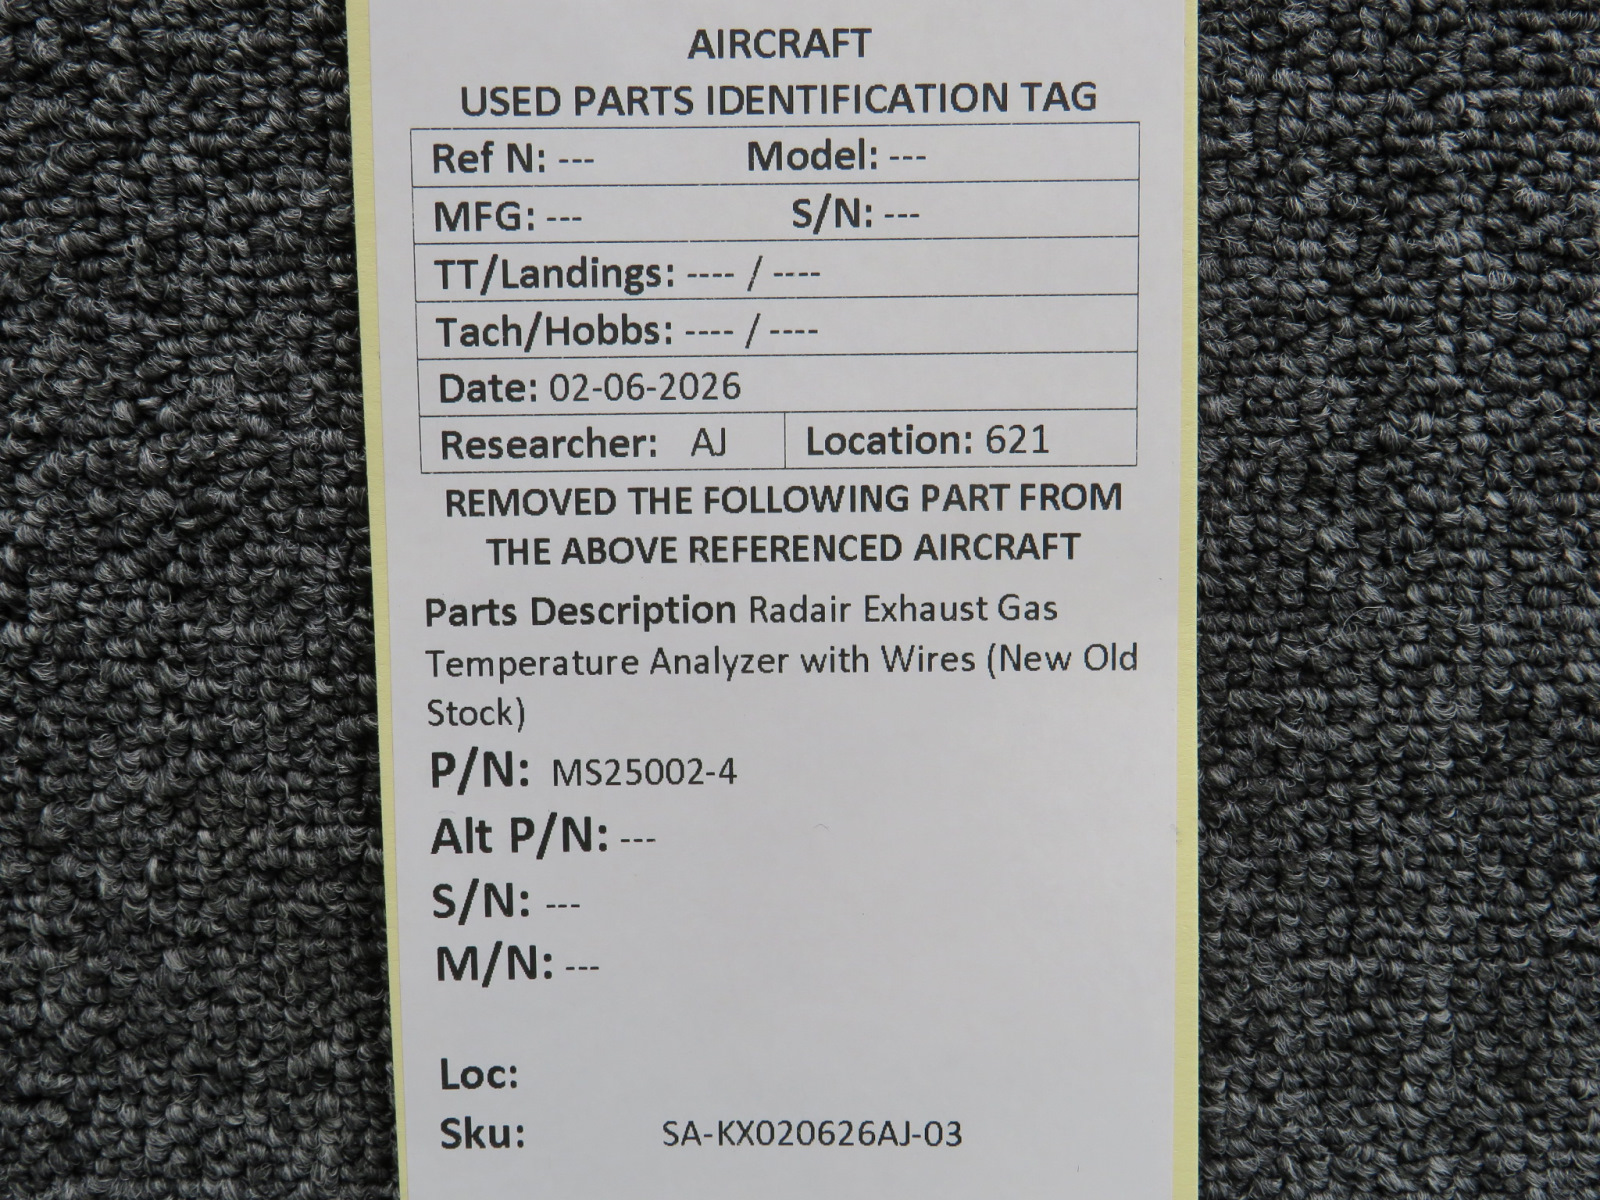 AIRCRAFT
USED PARTS IDENTIFICATION TAG
Ref N: --- Model: ---
MFG: --- S/N: ---
TT/Landings: ---- / ----
Tach/Hobbs: ---- / ----
Date: 02-06-2026
Researcher: AJ Location: 621
REMOVED THE FOLLOWING PART FROM
THE ABOVE REFERENCED AIRCRAFT
Parts Description Radair Exhaust Gas
Temperature Analyzer with Wires (New Old
Stock)
P/N: MS25002-4
Alt P/N: ---
S/N: ---
M/N: ---
Loc:
Sku: SA-KX020626AJ-03